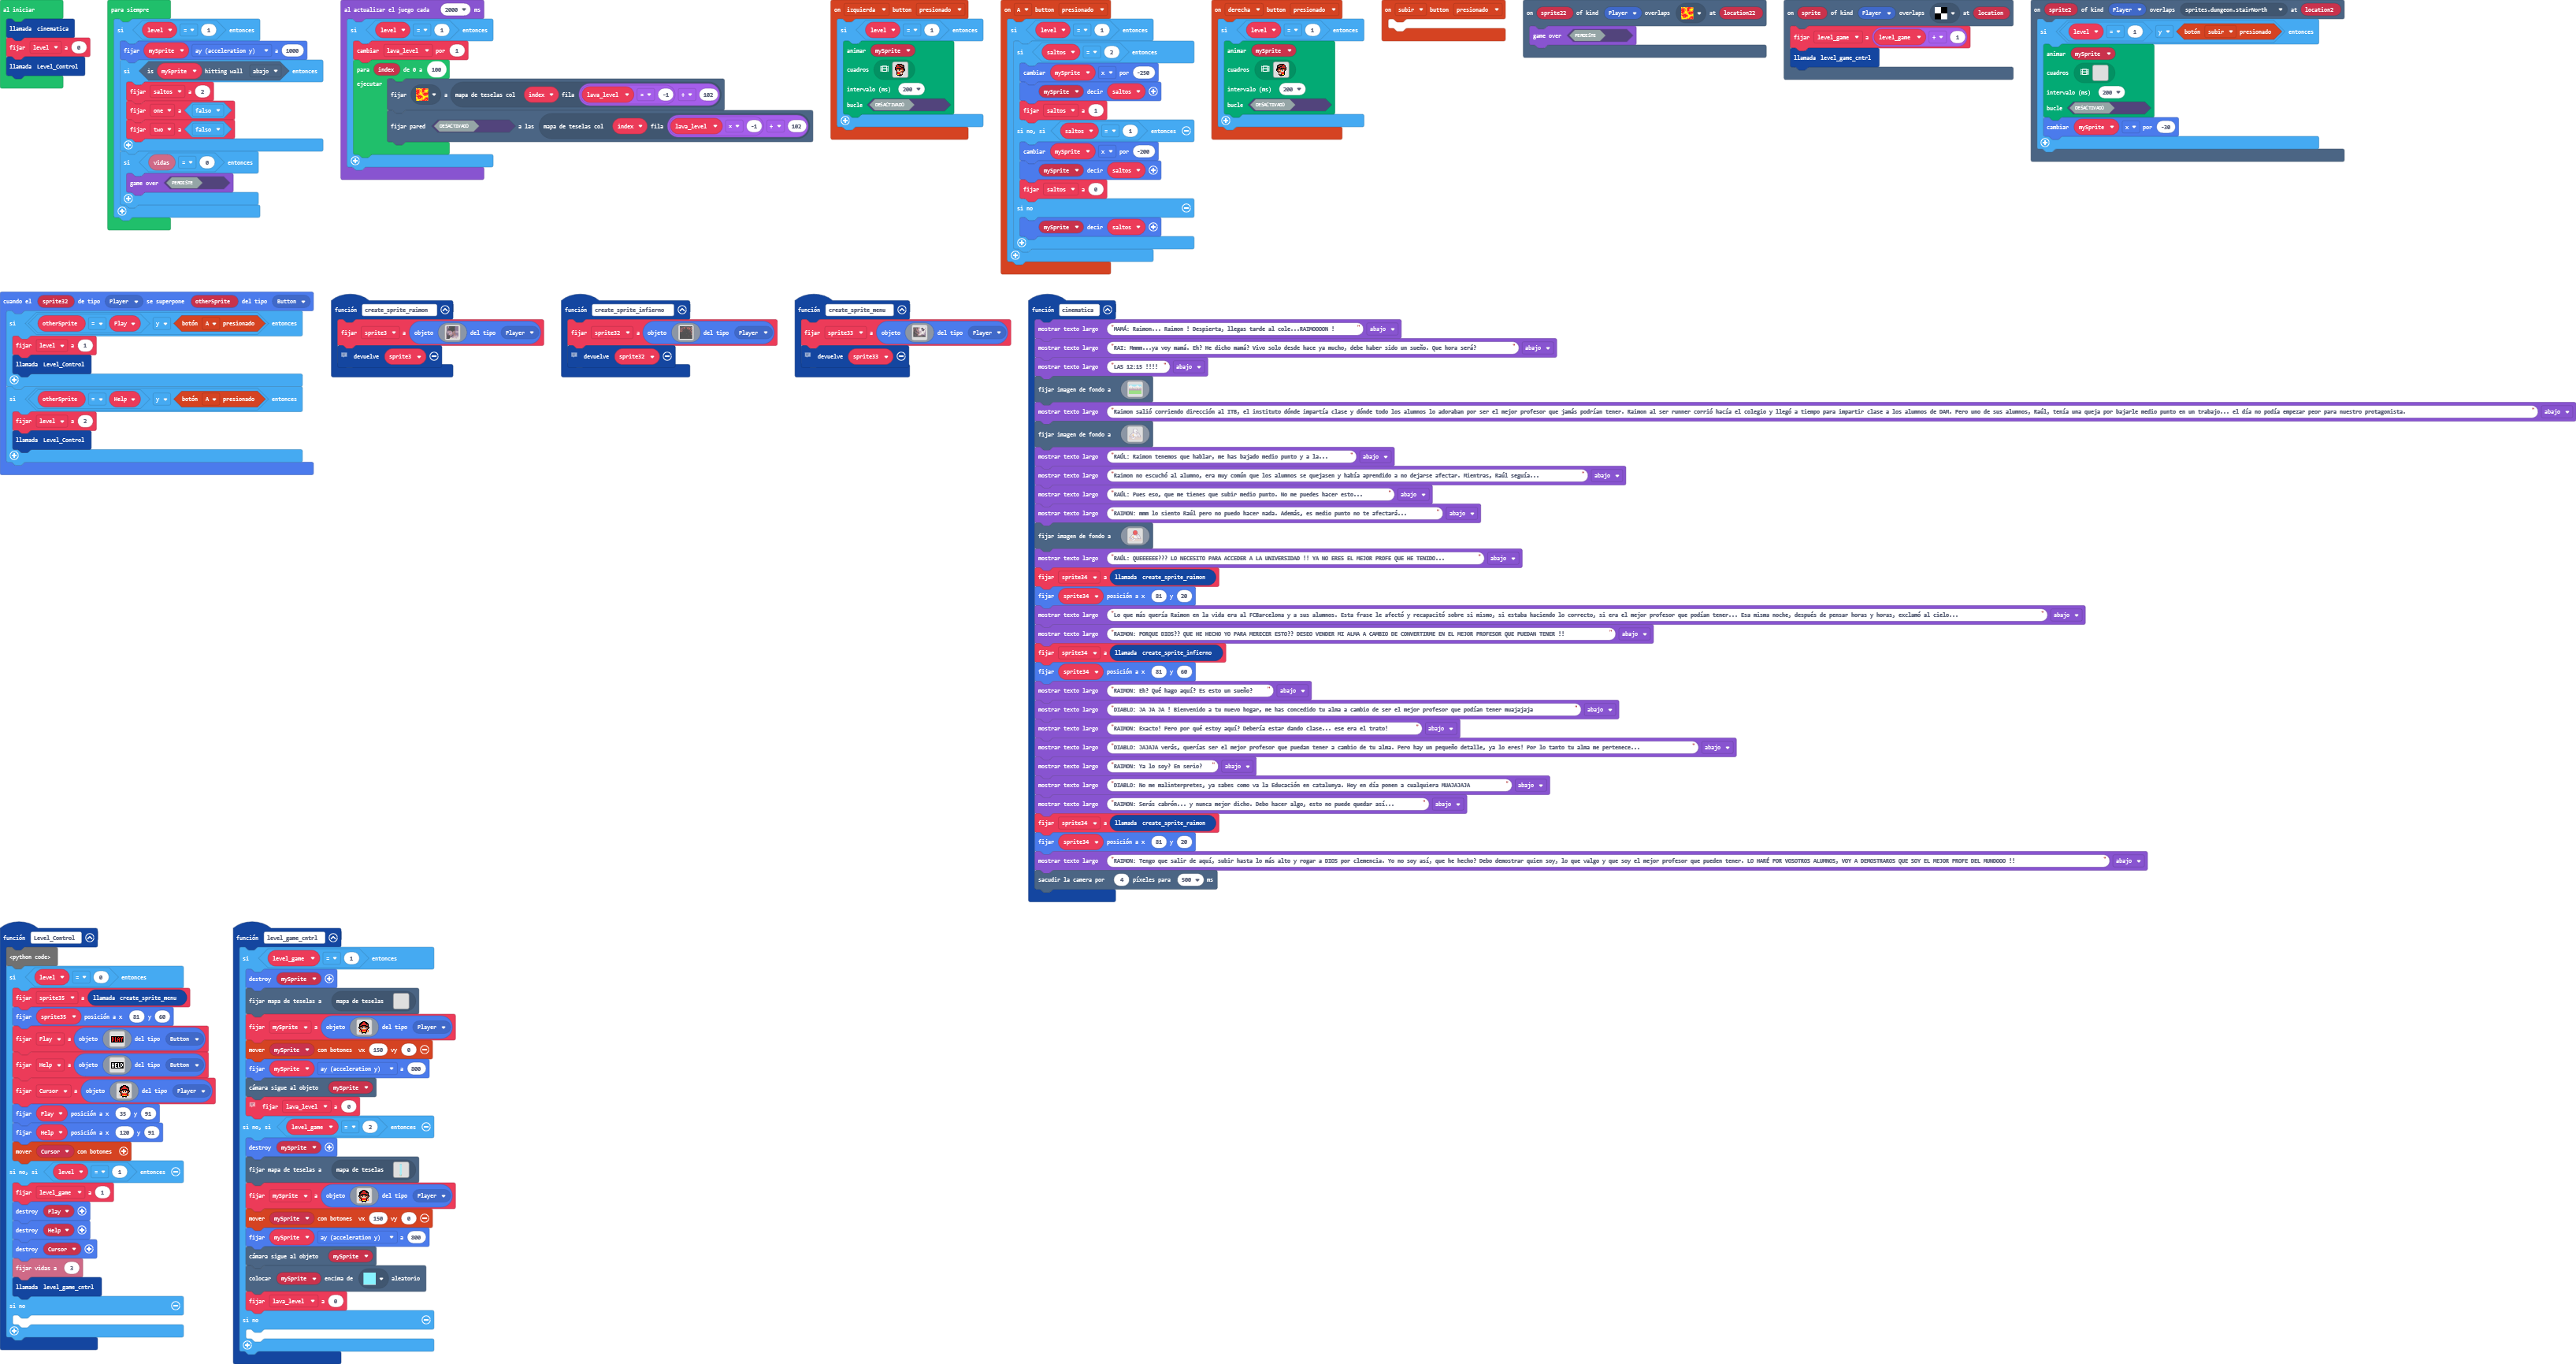 al iniciar
llamada cinematica
fijar level a 0
llamada Level_Control
para siempre
si level = 1 entonces
fijar mySprite ay (acceleration y) a 1000
si is mySprite hitting wall abajo entonces
fijar saltos a 2
fijar one a falso
fijar two a falso
si vidas = 0 entonces
game over PERDISTE
al actualizar el juego cada 2000 ms
si level = 1 entonces
cambiar lava_level por 1
para index de 0 a 100
ejecutar
fijar a mapa de teselas col index fila lava_level × -1 + 102
fijar pared DESACTIVADO a las mapa de teselas col index fila lava_level × -1 + 102
on izquierda button presionado
si level = 1 entonces
animar mySprite
cuadros
intervalo (ms) 200
bucle DESACTIVADO
on A button presionado
si level = 1 entonces
si saltos = 2 entonces
cambiar mySprite x por -250
mySprite decir saltos
fijar saltos a 1
si no, si saltos = 1 entonces
cambiar mySprite x por -200
mySprite decir saltos
fijar saltos a 0
si no
mySprite decir saltos
on derecha button presionado
si level = 1 entonces
animar mySprite
cuadros
intervalo (ms) 200
bucle DESACTIVADO
on subir button presionado
on sprite22 of kind Player overlaps at location22
game over PERDISTE
on sprite of kind Player overlaps at location
fijar level_game a level_game + 1
llamada level_game_cntrl
on sprite2 of kind Player overlaps sprites.dungeon.stairNorth at location2
si level = 1 y botón subir presionado entonces
animar mySprite
cuadros
intervalo (ms) 200
bucle DESACTIVADO
cambiar mySprite x por -30
cuando el sprite32 de tipo Player se superpone otherSprite del tipo Button
si otherSprite = Play y botón A presionado entonces
fijar level a 1
llamada Level_Control
si otherSprite = Help y botón A presionado entonces
fijar level a 2
llamada Level_Control
función create_sprite_raimon
fijar sprite3 a objeto del tipo Player
devuelve sprite3
función create_sprite_infierno
fijar sprite32 a objeto del tipo Player
devuelve sprite32
función create_sprite_menu
fijar sprite33 a objeto del tipo Player
devuelve sprite33
función cinematica
mostrar texto largo "MAMÁ: Raimon... Raimon ! Despierta, llegas tarde al cole...RAIMOOOON !" abajo
mostrar texto largo "RAI: Mmmm...ya voy mamá. Eh? He dicho mamá? Vivo solo desde hace ya mucho, debe haber sido un sueño. Que hora será?" abajo
mostrar texto largo "LAS 12:15 !!!!" abajo
fijar imagen de fondo a
mostrar texto largo "Raimon salió corriendo dirección al ITB, el instituto dónde impartía clase y dónde todo los alumnos lo adoraban por ser el mejor profesor que jamás podrían tener. Raimon al ser runner corrió hacía el colegio y llegó a tiempo para impartir clase a los alumnos de DAM. Pero uno de sus alumnos, Raúl, tenía una queja por bajarle medio punto en un trabajo... el día no podía empezar peor para nuestro protagonista." abajo
fijar imagen de fondo a
mostrar texto largo "RAÚL: Raimon tenemos que hablar, me has bajado medio punto y a la..." abajo
mostrar texto largo "Raimon no escuchó al alumno, era muy común que los alumnos se quejasen y había aprendido a no dejarse afectar. Mientras, Raúl seguía..." abajo
mostrar texto largo "RAÚL: Pues eso, que me tienes que subir medio punto. No me puedes hacer esto..." abajo
mostrar texto largo "RAIMON: mmm lo siento Raúl pero no puedo hacer nada. Además, es medio punto no te afectará..." abajo
fijar imagen de fondo a
mostrar texto largo "RAÚL: QUEEEEEE??? LO NECESITO PARA ACCEDER A LA UNIVERSIDAD !! YA NO ERES EL MEJOR PROFE QUE HE TENIDO..." abajo
fijar sprite34 a llamada create_sprite_raimon
fijar sprite34 posición a x 81 y 20
mostrar texto largo "Lo que más quería Raimon en la vida era al FCBarcelona y a sus alumnos. Esta frase le afectó y recapacitó sobre si mismo, si estaba haciendo lo correcto, si era el mejor profesor que podían tener... Esa misma noche, después de pensar horas y horas, exclamó al cielo..." abajo
mostrar texto largo "RAIMON: PORQUE DIOS?? QUE HE HECHO YO PARA MERECER ESTO?? DESEO VENDER MI ALMA A CAMBIO DE CONVERTIRME EN EL MEJOR PROFESOR QUE PUEDAN TENER !!" abajo
fijar sprite34 a llamada create_sprite_infierno
fijar sprite34 posición a x 81 y 60
mostrar texto largo "RAIMON: Eh? Qué hago aquí? Es esto un sueño?" abajo
mostrar texto largo "DIABLO: JA JA JA ! Bienvenido a tu nuevo hogar, me has concedido tu alma a cambio de ser el mejor profesor que podían tener muajajaja" abajo
mostrar texto largo "RAIMON: Exacto! Pero por qué estoy aquí? Debería estar dando clase... ese era el trato!" abajo
mostrar texto largo "DIABLO: JAJAJA verás, querías ser el mejor profesor que puedan tener a cambio de tu alma. Pero hay un pequeño detalle, ya lo eres! Por lo tanto tu alma me pertenece..." abajo
mostrar texto largo "RAIMON: Ya lo soy? En serio?" abajo
mostrar texto largo "DIABLO: No me malinterpretes, ya sabes como va la Educación en catalunya. Hoy en día ponen a cualquiera MUAJAJAJA" abajo
mostrar texto largo "RAIMON: Serás cabrón... y nunca mejor dicho. Debo hacer algo, esto no puede quedar así..." abajo
fijar sprite34 a llamada create_sprite_raimon
fijar sprite34 posición a x 81 y 20
mostrar texto largo "RAIMON: Tengo que salir de aquí, subir hasta lo más alto y rogar a DIOS por clemencia. Yo no soy así, que he hecho? Debo demostrar quien soy, lo que valgo y que soy el mejor profesor que pueden tener. LO HARÉ POR VOSOTROS ALUMNOS, VOY A DEMOSTRAROS QUE SOY EL MEJOR PROFE DEL MUNDOOO !!" abajo
sacudir la camera por 4 píxeles para 500 ms
función Level_Control
<python code>
si level = 0 entonces
fijar sprite35 a llamada create_sprite_menu
fijar sprite35 posición a x 81 y 60
fijar Play a objeto del tipo Button
fijar Help a objeto del tipo Button
fijar Cursor a objeto del tipo Player
fijar Play posición a x 35 y 91
fijar Help posición a x 120 y 91
mover Cursor con botones
si no, si level = 1 entonces
fijar level_game a 1
destroy Play
destroy Help
destroy Cursor
fijar vidas a 3
llamada level_game_cntrl
si no
función level_game_cntrl
si level_game = 1 entonces
destroy mySprite
fijar mapa de teselas a mapa de teselas
fijar mySprite a objeto del tipo Player
mover mySprite con botones vx 150 vy 0
fijar mySprite ay (acceleration y) a 800
cámara sigue al objeto mySprite
fijar lava_level a 0
si no, si level_game = 2 entonces
destroy mySprite
fijar mapa de teselas a mapa de teselas
fijar mySprite a objeto del tipo Player
mover mySprite con botones vx 150 vy 0
fijar mySprite ay (acceleration y) a 800
cámara sigue al objeto mySprite
colocar mySprite encima de aleatorio
fijar lava_level a 0
si no